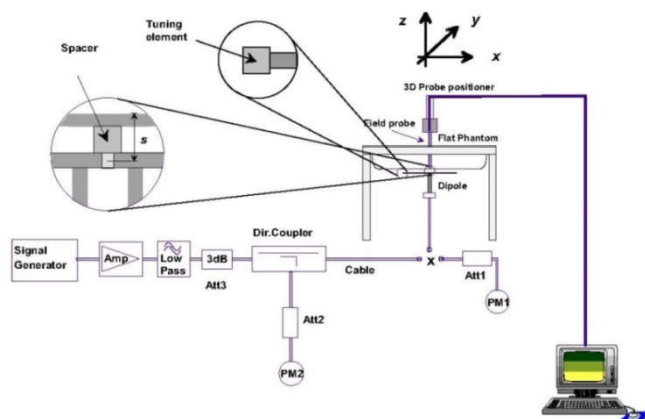 Tuning
element
Spacer
s
z
y
x
3D Probe positioner
Field probe
Flat Phantom
Dipole
Dir.Coupler
Signal
Generator
Amp
Low
Pass
3dB
Att3
Cable
x
Att1
PM1
Att2
PM2